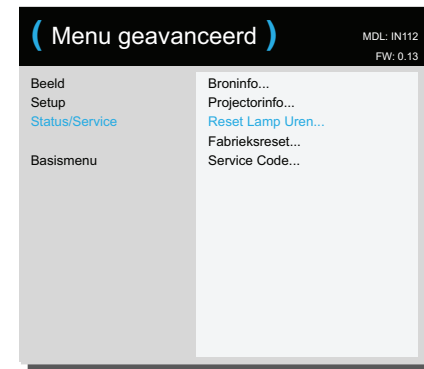 ( Menu geavanceerd )
MDL: IN112
FW: 0.13
Beeld
Setup
Status/Service
Basismenu
Broninfo...
Projectorinfo...
Reset Lamp Uren...
Fabrieksreset...
Service Code...